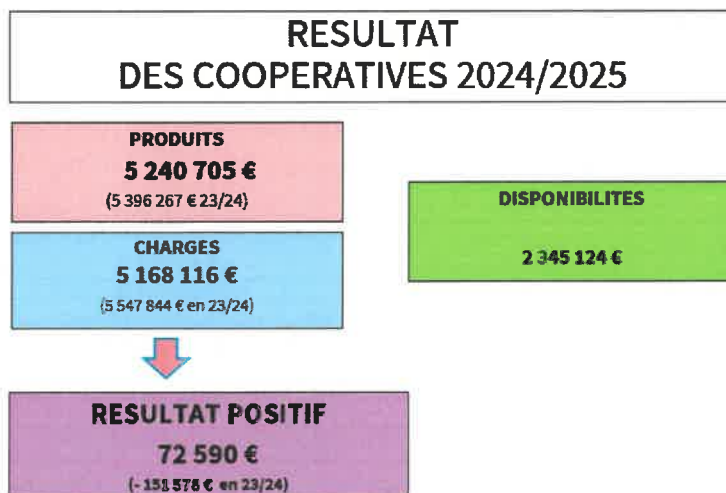 RESULTAT
DES COOPERATIVES 2024/2025
PRODUITS
5 240 705 €
(5 396 267 € 23/24)
DISPONIBILITES
CHARGES
2 345 124 €
5 168 116 €
(5 547 844 € en 23/24)
RESULTAT POSITIF
72 590 €
(- 151 578 € en 23/24)